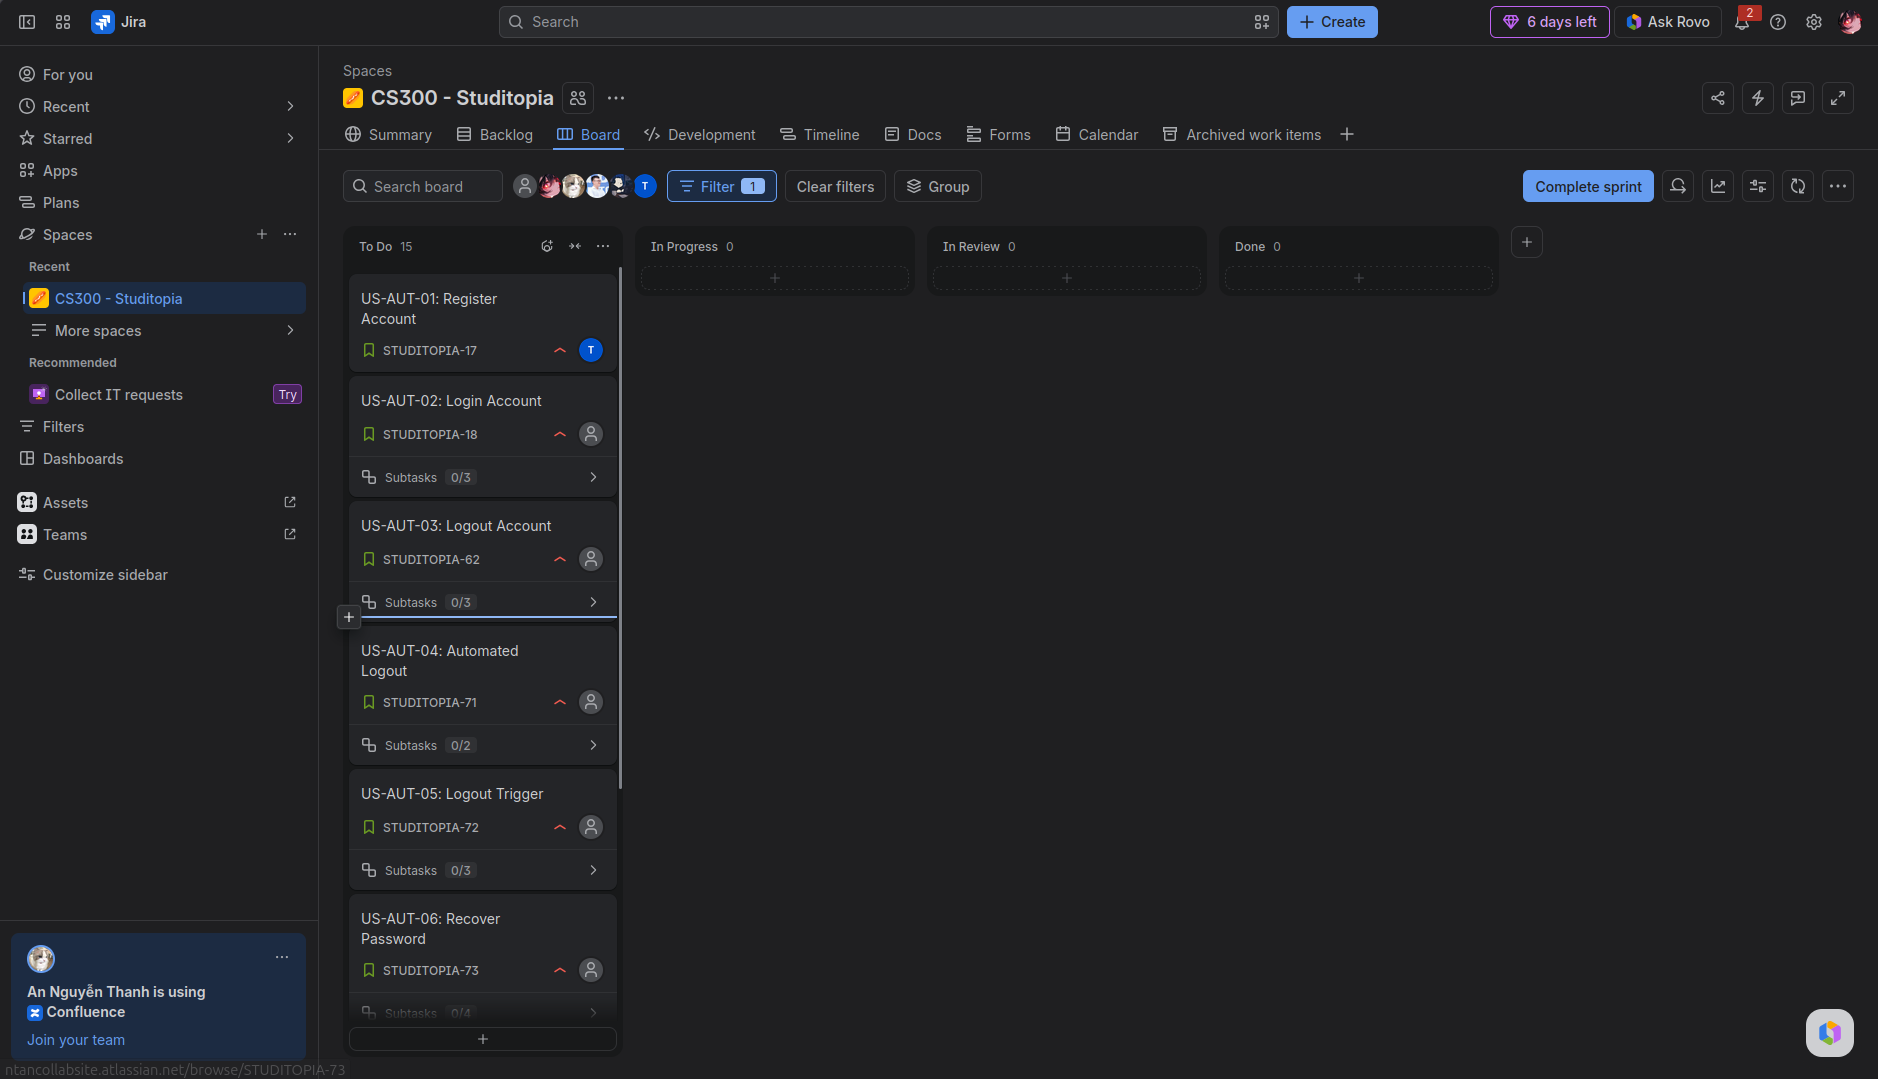 Jira
Search
Create
6 days left
Ask Rovo
2
For you
Recent
Starred
Apps
Plans
Spaces
Recent
CS300 - Studitopia
More spaces
Recommended
Collect IT requests
Try
Filters
Dashboards
Assets
Teams
Customize sidebar
An Nguyễn Thanh is using
Confluence
Join your team
ntancollabsite.atlassian.net/browse/STUDITOPIA-73
Spaces
CS300 - Studitopia
Summary
Backlog
Board
Development
Timeline
Docs
Forms
Calendar
Archived work items
Search board
T
Filter 1
Clear filters
Group
Complete sprint
To Do 15
US-AUT-01: Register
Account
STUDITOPIA-17
T
US-AUT-02: Login Account
STUDITOPIA-18
Subtasks 0/3
US-AUT-03: Logout Account
STUDITOPIA-62
Subtasks 0/3
US-AUT-04: Automated
Logout
STUDITOPIA-71
Subtasks 0/2
US-AUT-05: Logout Trigger
STUDITOPIA-72
Subtasks 0/3
US-AUT-06: Recover
Password
STUDITOPIA-73
Subtasks 0/4
In Progress 0
In Review 0
Done 0